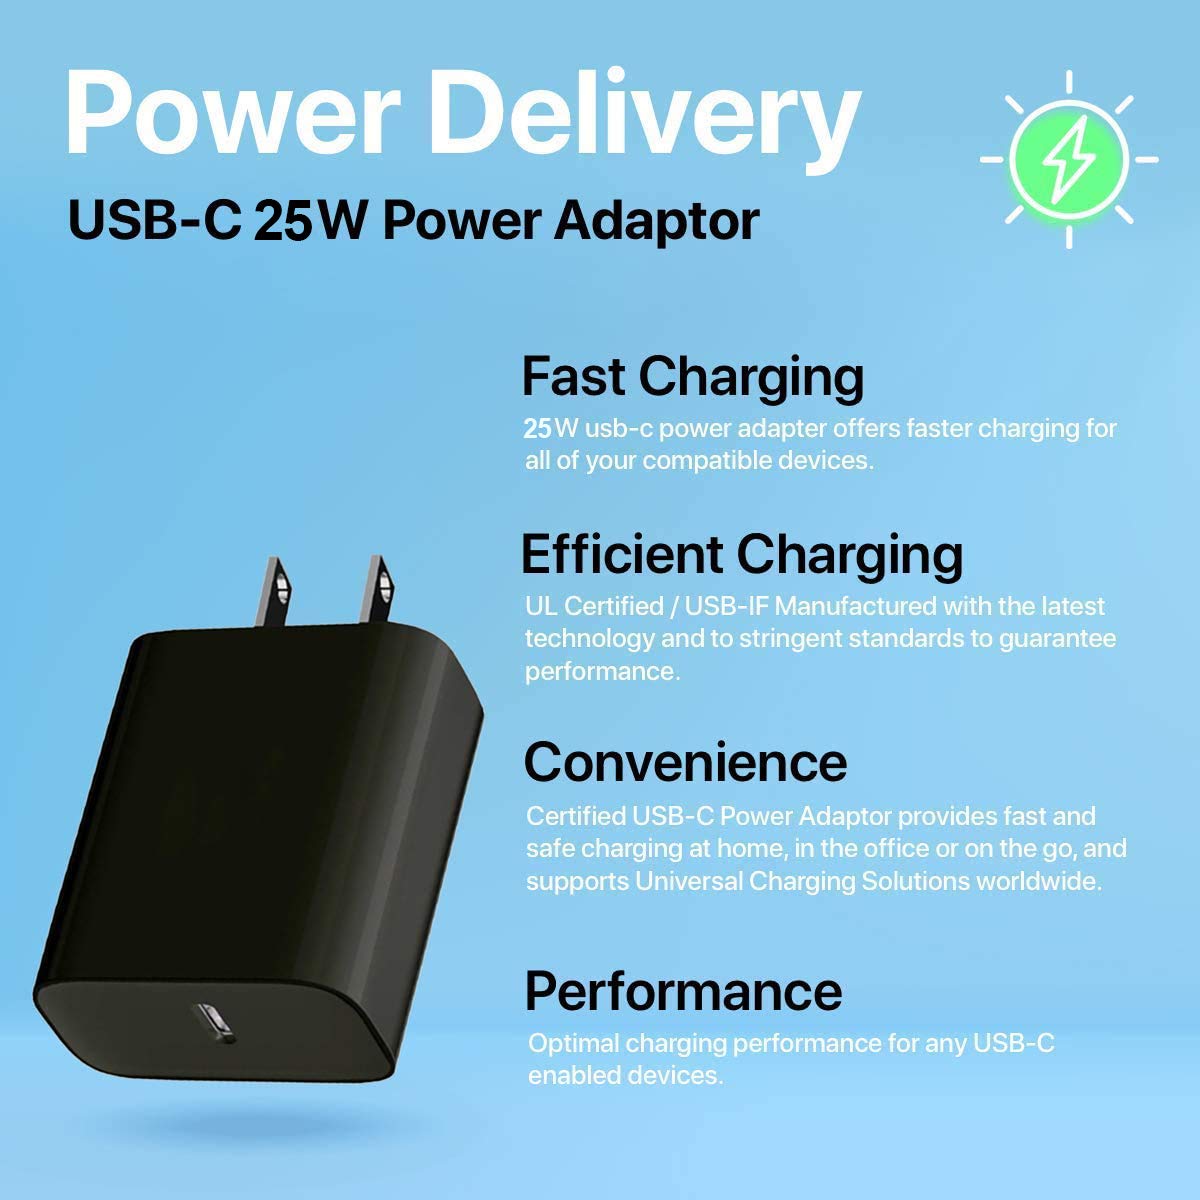 Power Delivery
USB-C 25W Power Adaptor
Fast Charging
25W usb-c power adapter offers faster charging for
all of your compatible devices.
Efficient Charging
UL Certified / USB-IF Manufactured with the latest
technology and to stringent standards to guarantee
performance.
Convenience
Certified USB-C Power Adaptor provides fast and
safe charging at home, in the office or on the go, and
supports Universal Charging Solutions worldwide.
Performance
Optimal charging performance for any USB-C
enabled devices.